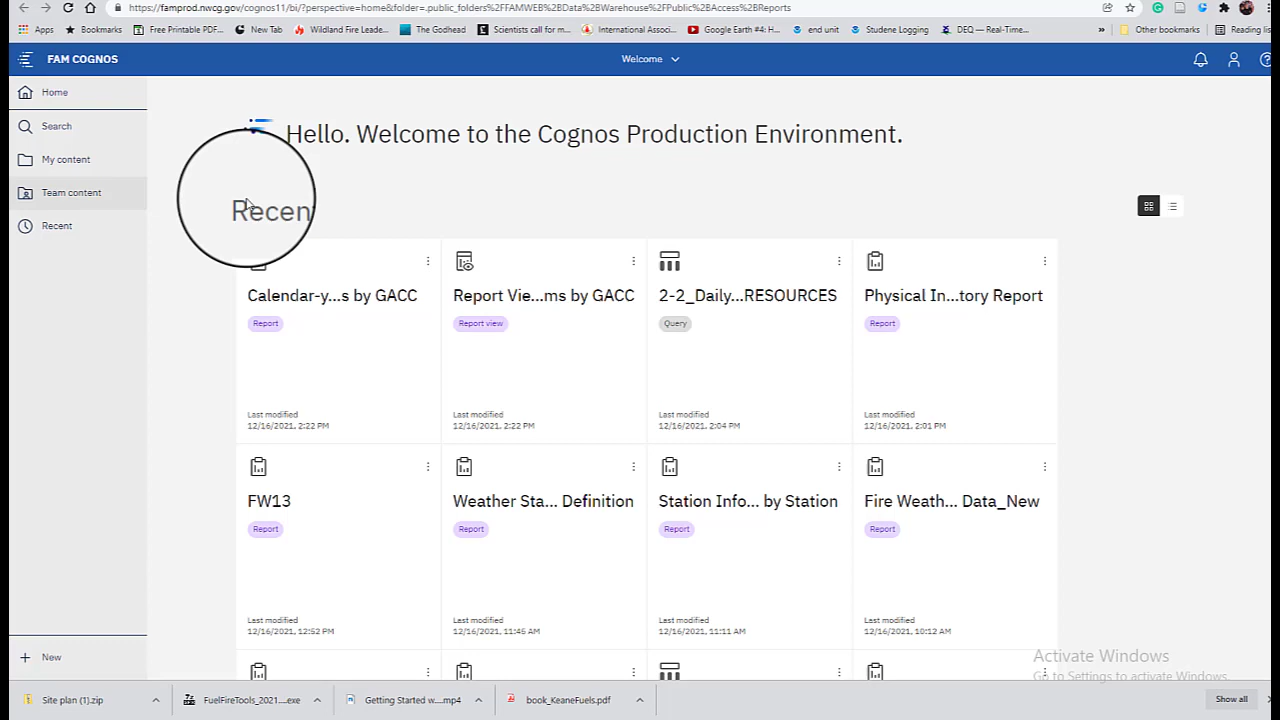 https://famprod.nwcg.gov/cognos11/bi/?perspective=home&folder=.public_folders%2FFAMWEB%2BData%2BWarehouse%2FPublic%2BAccess%2BReports
Apps Bookmarks Free Printable PDF... New Tab Wildland Fire Leade... The Godhead Scientists call for m... International Associ... Google Earth #4: H... end unit Studene Logging DEQ — Real-Time... » Other bookmarks Reading lis
FAM COGNOS Welcome
Home
Search
My content
Team content
Recent
Hello. Welcome to the Cognos Production Environment.
Recen
Calendar-y...s by GACC
Report
Last modified
12/16/2021, 2:22 PM
Report Vie...ms by GACC
Report view
Last modified
12/16/2021, 2:22 PM
2-2_Daily...RESOURCES
Query
Last modified
12/16/2021, 2:04 PM
Physical In...tory Report
Report
Last modified
12/16/2021, 2:01 PM
FW13
Report
Last modified
12/16/2021, 12:52 PM
Weather Sta... Definition
Report
Last modified
12/16/2021, 11:45 AM
Station Info... by Station
Report
Last modified
12/16/2021, 11:11 AM
Fire Weath... Data_New
Report
Last modified
12/16/2021, 10:12 AM
New
Activate Windows
Go to Settings to activate Windows.
Site plan (1).zip FuelFireTools_2021....exe Getting Started w....mp4 book_KeaneFuels.pdf Show all